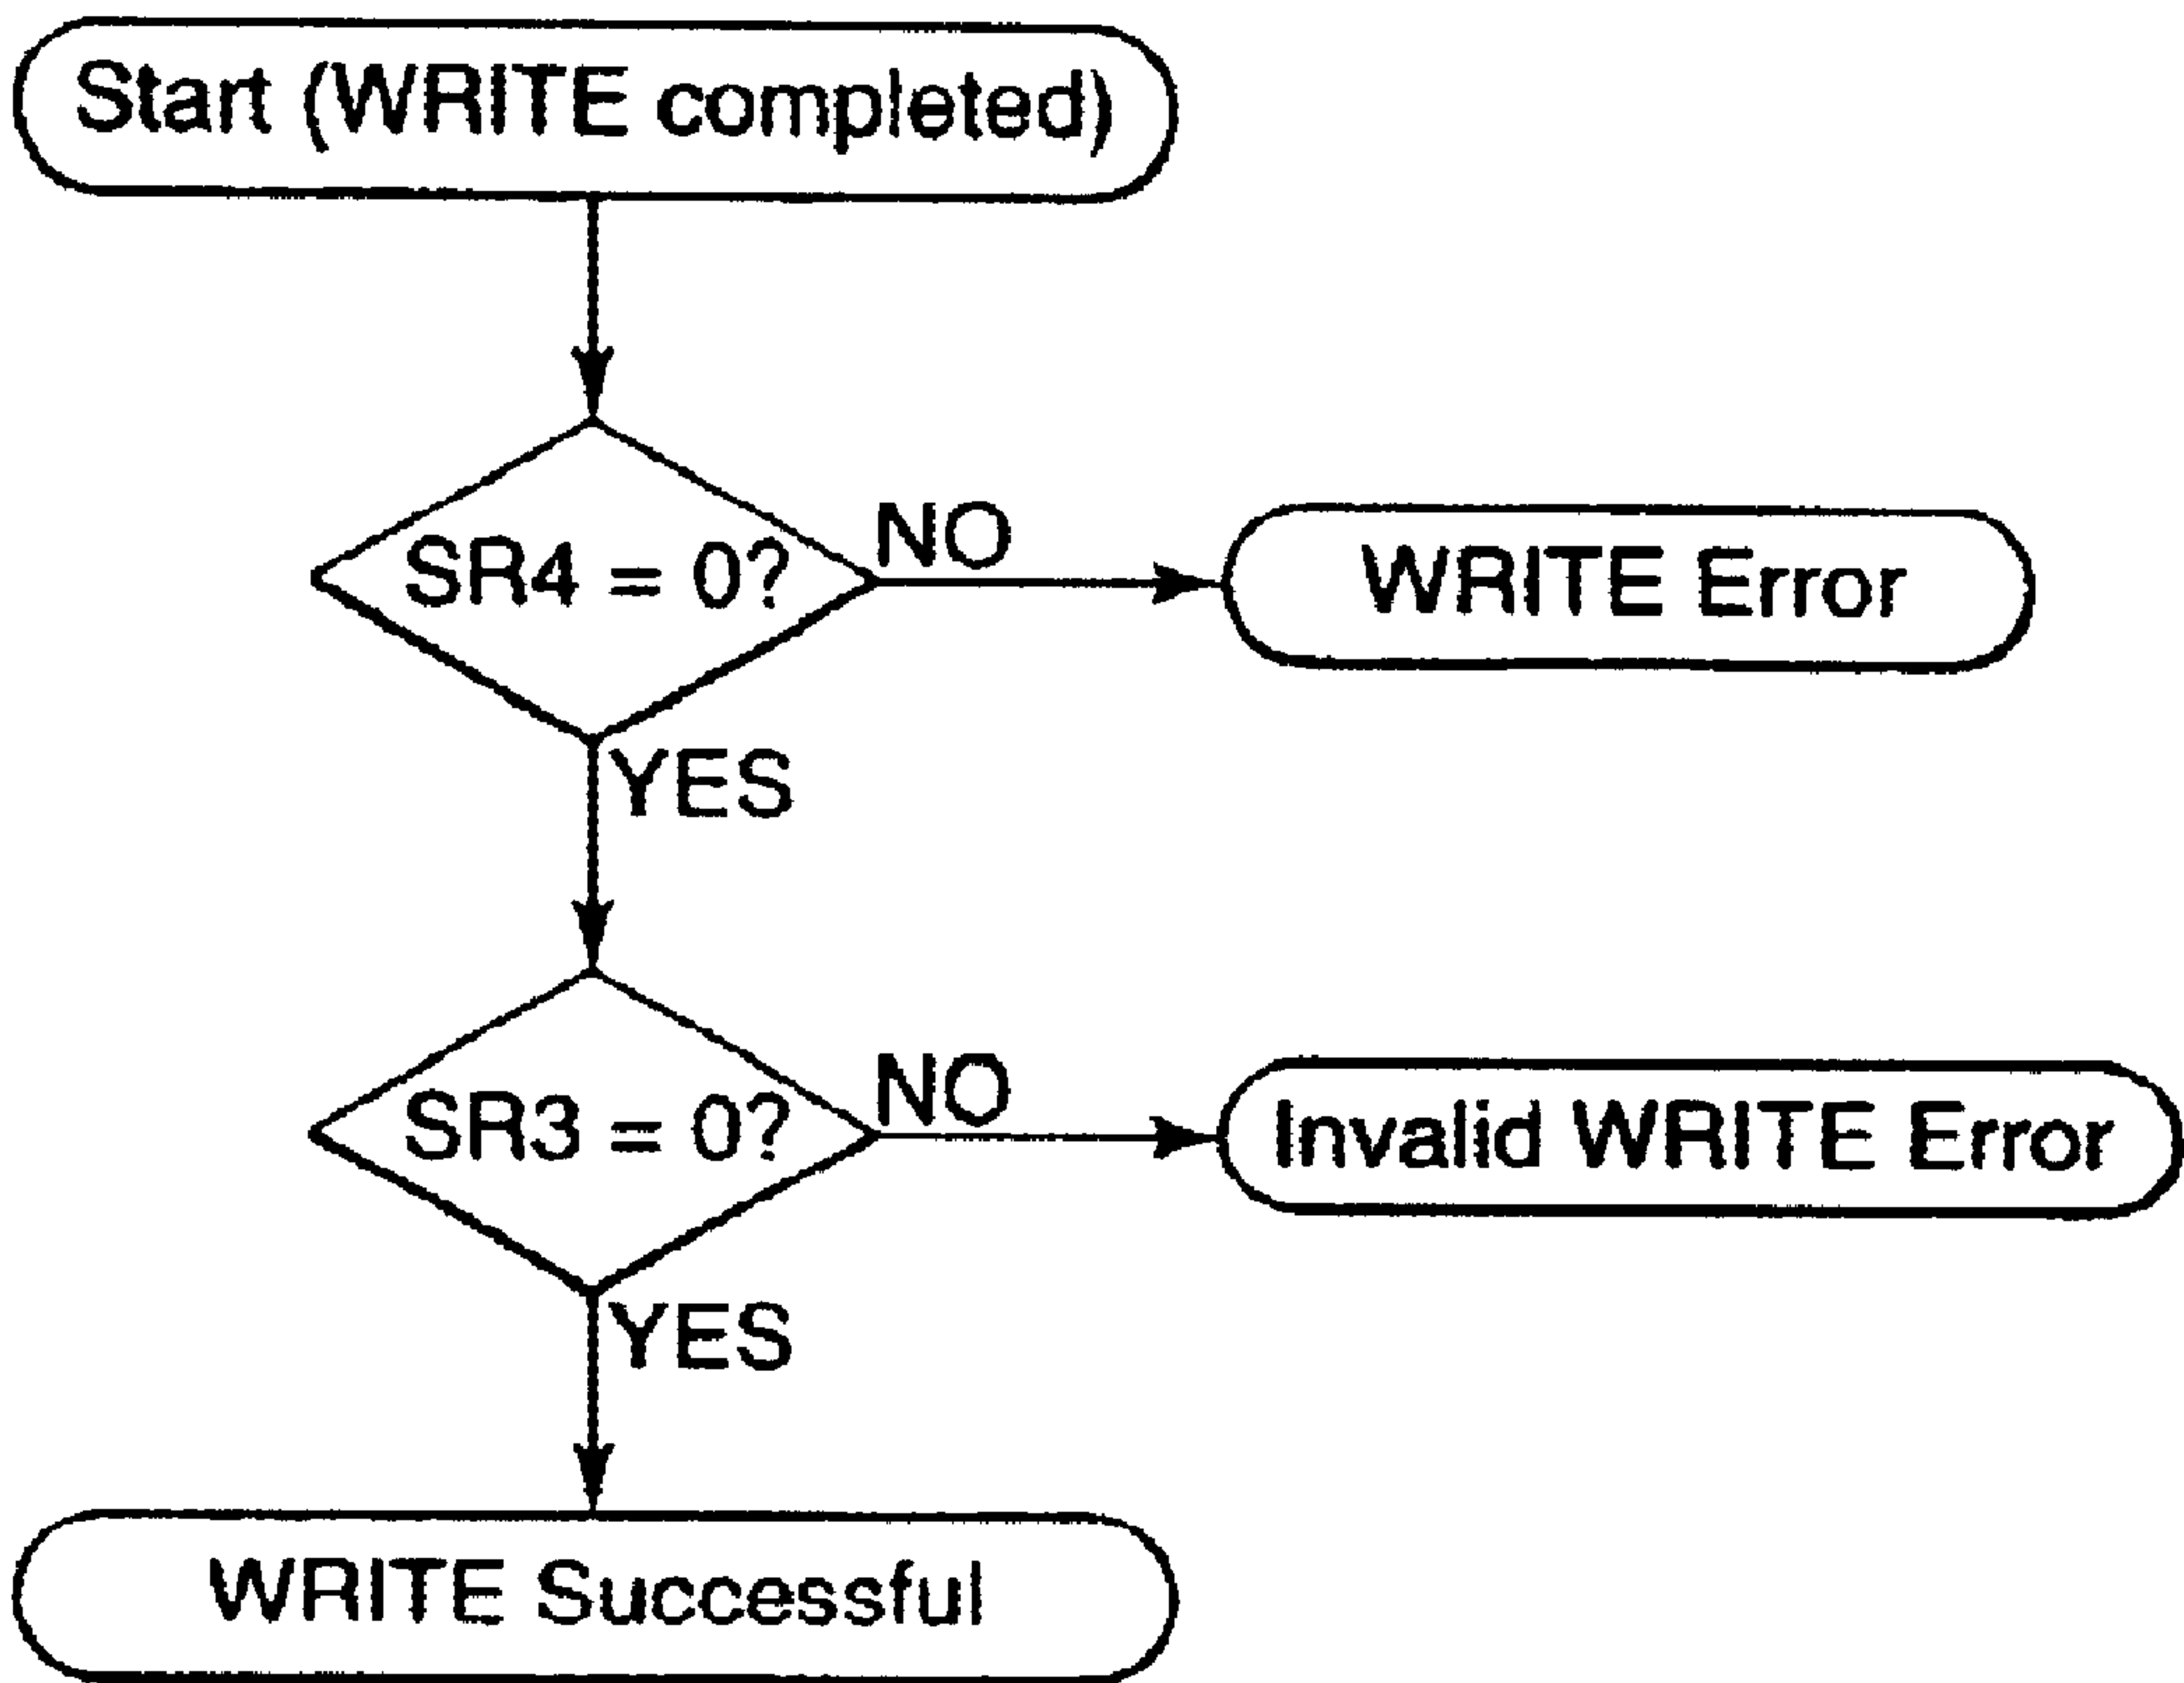 Start (WRITE completed)
SR4 = 0?
NO
WRITE Error
YES
SR3 = 0?
NO
Invalid WRITE Error
YES
WRITE Successful